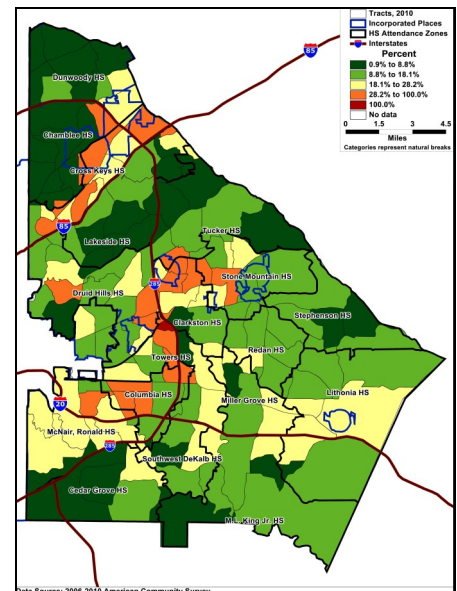 Tracts, 2010
Incorporated Places
HS Attendance Zones
Interstates
Percent
0.9% to 8.8%
8.8% to 18.1%
18.1% to 28.2%
28.2% to 100.0%
100.0%
No data
0 1.5 3 4.5
Miles
Categories represent natural breaks
85
Dunwoody HS
Chamblee HS
Cross Keys HS
85
Lakeside HS
Tucker HS
Stone Mountain HS
285
Druid Hills HS
Stephenson HS
Clarkston HS
Redan HS
Towers HS
Lithonia HS
Columbia HS
Miller Grove HS
20
McNair, Ronald HS
285
Southwest DeKalb HS
Cedar Grove HS
M.L. King Jr. HS
Data Source: 2006-2010 American Community Survey